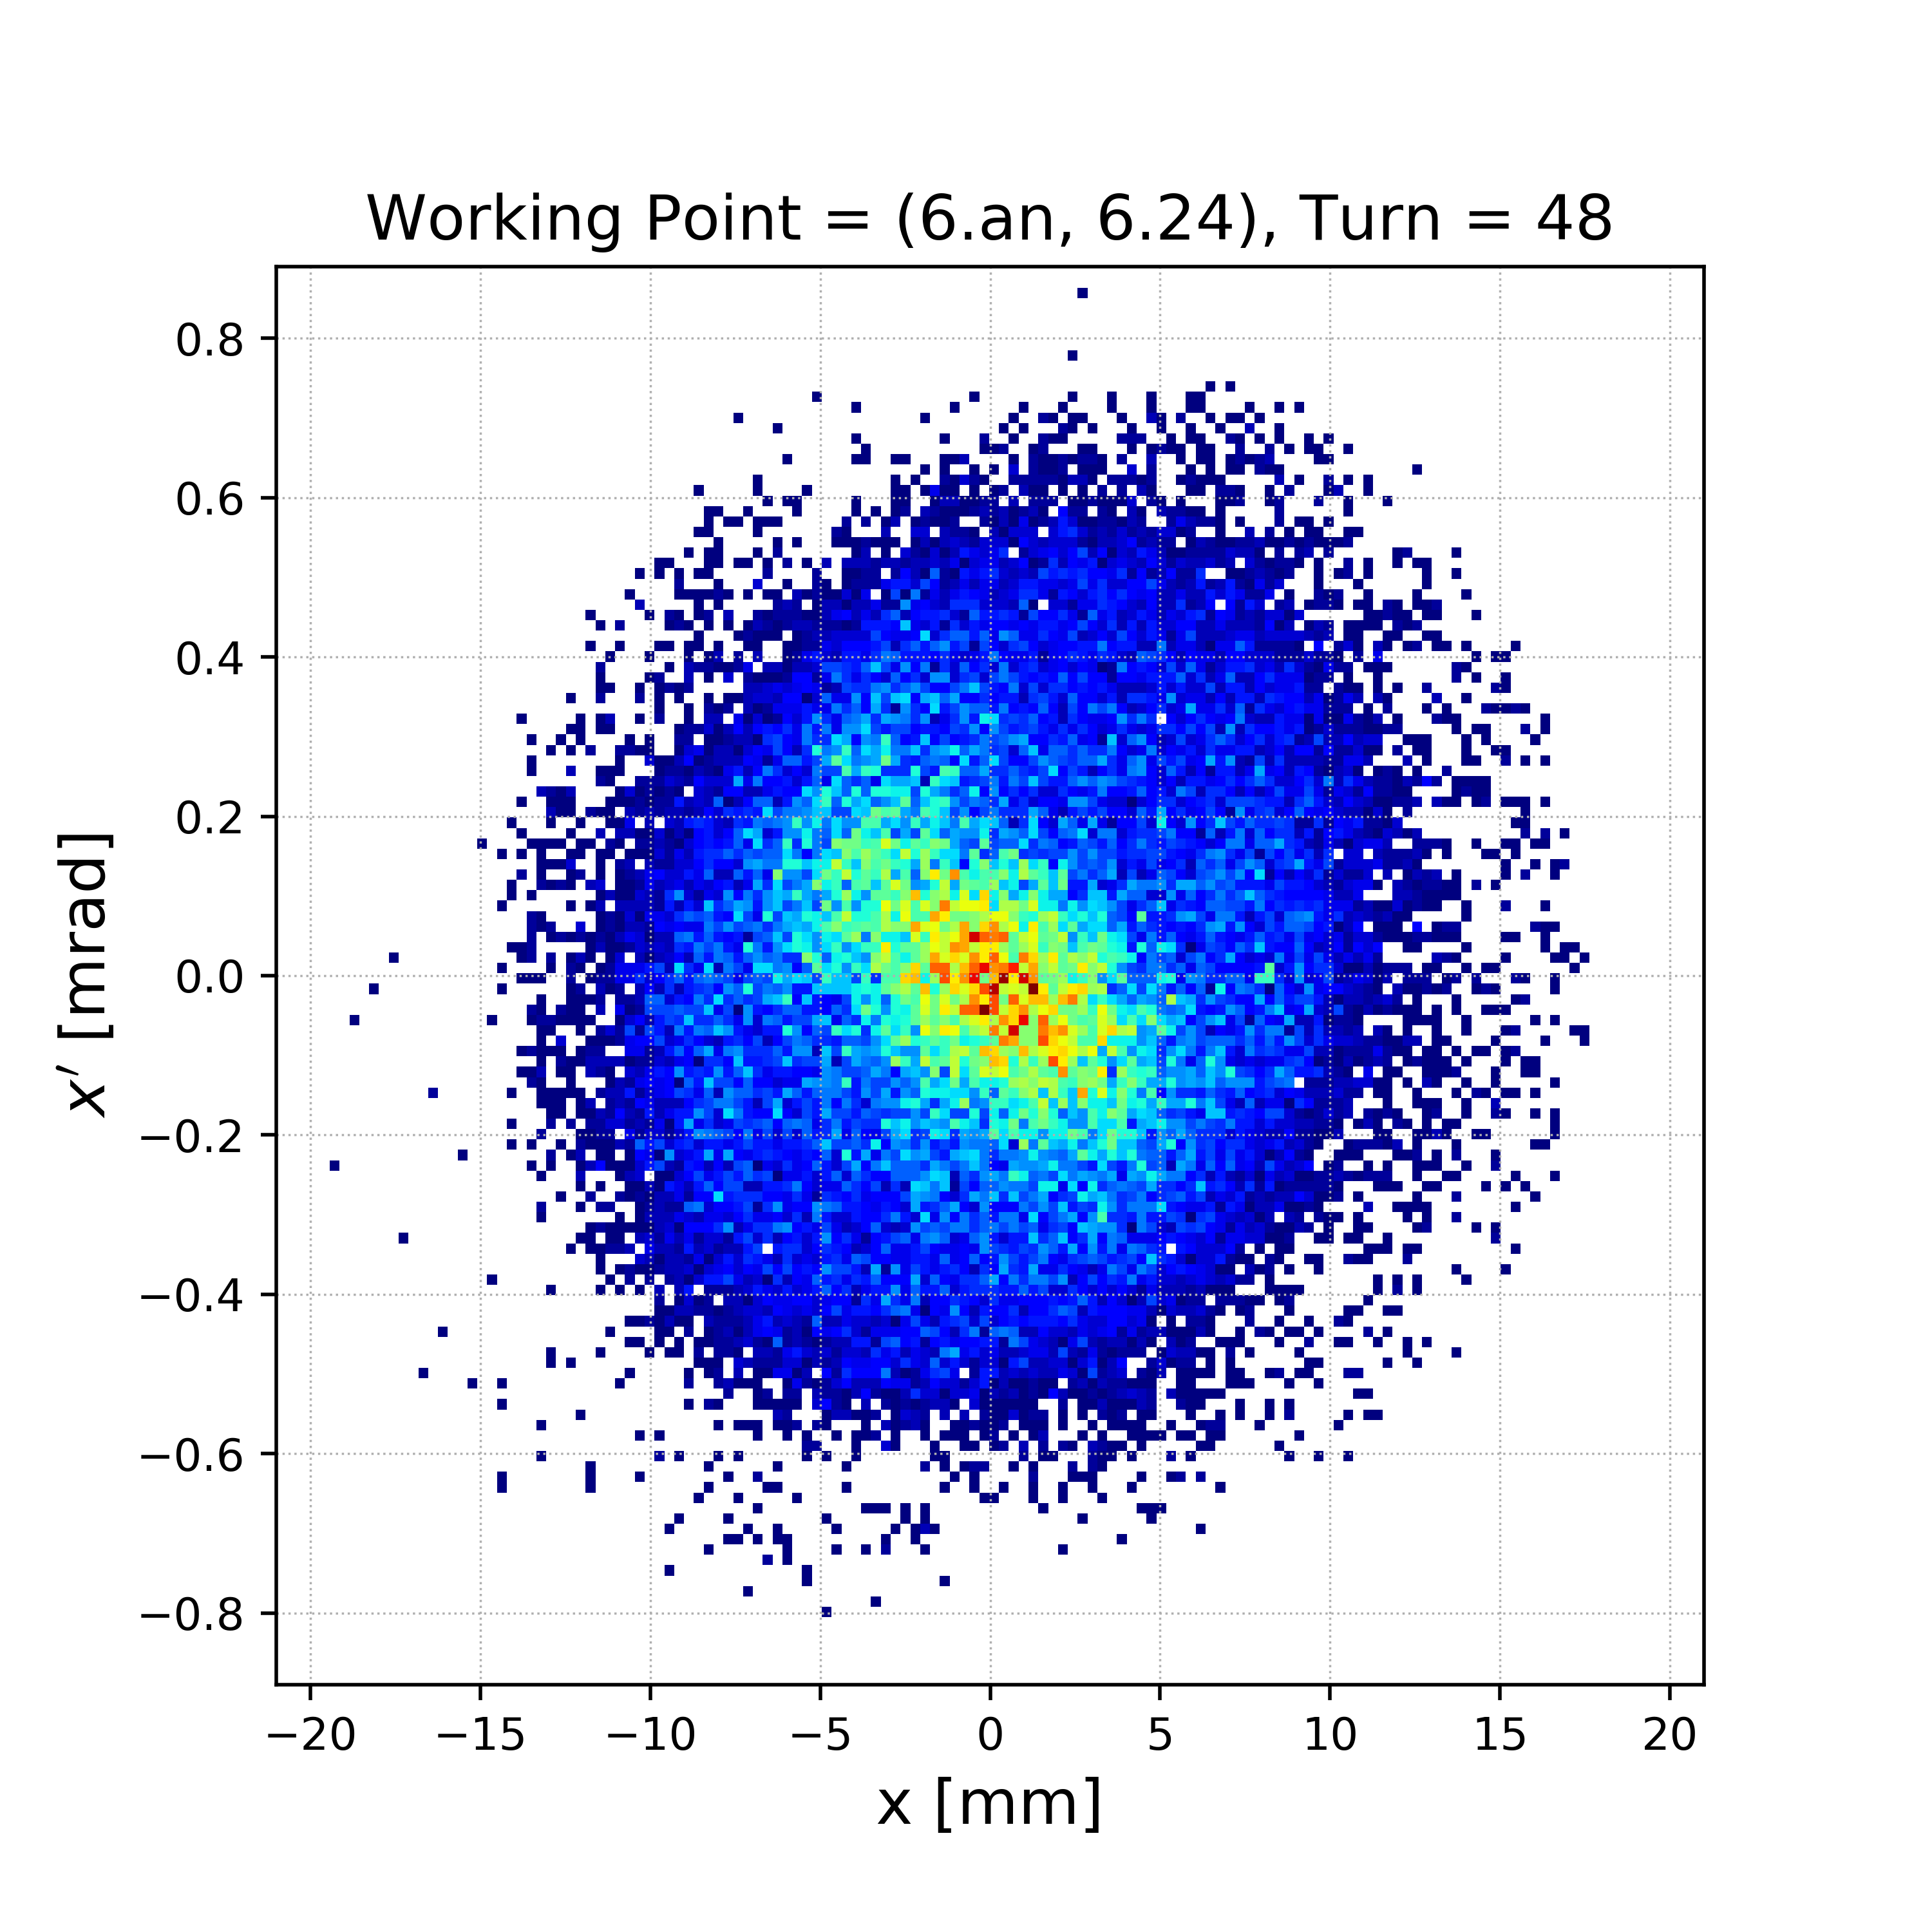 Working Point = (6.an, 6.24), Turn = 48
0.8
0.6
0.4
0.2
0.0
−0.2
−0.4
−0.6
−0.8
x′ [mrad]
−20 −15 −10 −5 0 5 10 15 20
x [mm]